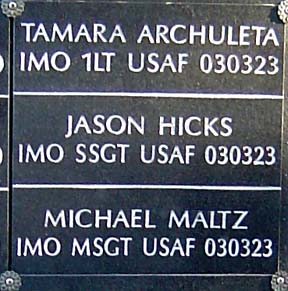 TAMARA ARCHULETA
IMO 1LT USAF 030323
JASON HICKS
IMO SSGT USAF 030323
MICHAEL MALTZ
IMO MSGT USAF 030323